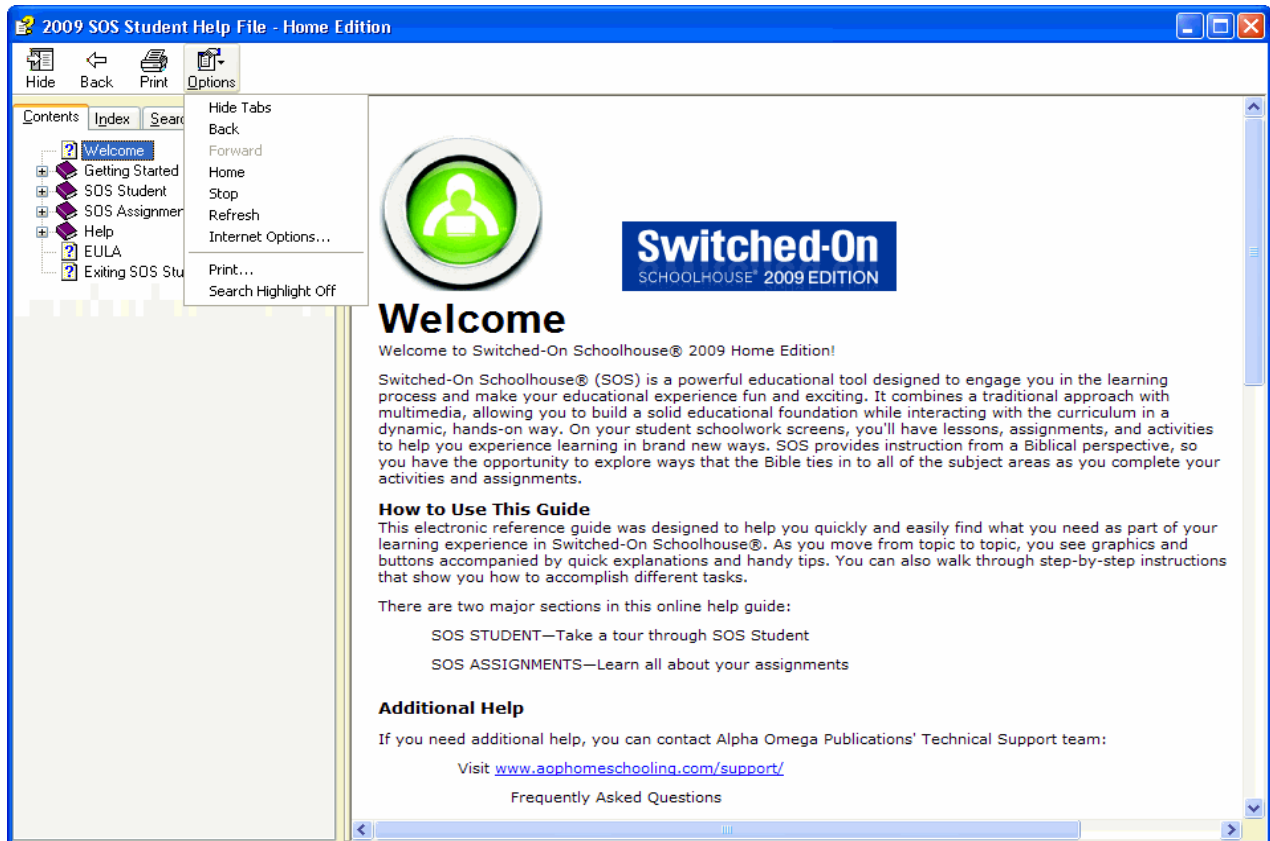 2009 SOS Student Help File - Home Edition
Hide Back Print Options
Contents Index Sear
Welcome
Getting Started
SOS Student
SOS Assignmer
Help
EULA
Exiting SOS Stu
Hide Tabs
Back
Forward
Home
Stop
Refresh
Internet Options...
Print...
Search Highlight Off
Switched-On
SCHOOLHOUSE® 2009 EDITION
Welcome
Welcome to Switched-On Schoolhouse® 2009 Home Edition!
Switched-On Schoolhouse® (SOS) is a powerful educational tool designed to engage you in the learning
process and make your educational experience fun and exciting. It combines a traditional approach with
multimedia, allowing you to build a solid educational foundation while interacting with the curriculum in a
dynamic, hands-on way. On your student schoolwork screens, you'll have lessons, assignments, and activities
to help you experience learning in brand new ways. SOS provides instruction from a Biblical perspective, so
you have the opportunity to explore ways that the Bible ties in to all of the subject areas as you complete your
activities and assignments.
How to Use This Guide
This electronic reference guide was designed to help you quickly and easily find what you need as part of your
learning experience in Switched-On Schoolhouse®. As you move from topic to topic, you see graphics and
buttons accompanied by quick explanations and handy tips. You can also walk through step-by-step instructions
that show you how to accomplish different tasks.
There are two major sections in this online help guide:
SOS STUDENT—Take a tour through SOS Student
SOS ASSIGNMENTS—Learn all about your assignments
Additional Help
If you need additional help, you can contact Alpha Omega Publications' Technical Support team:
Visit www.aophomeschooling.com/support/
Frequently Asked Questions